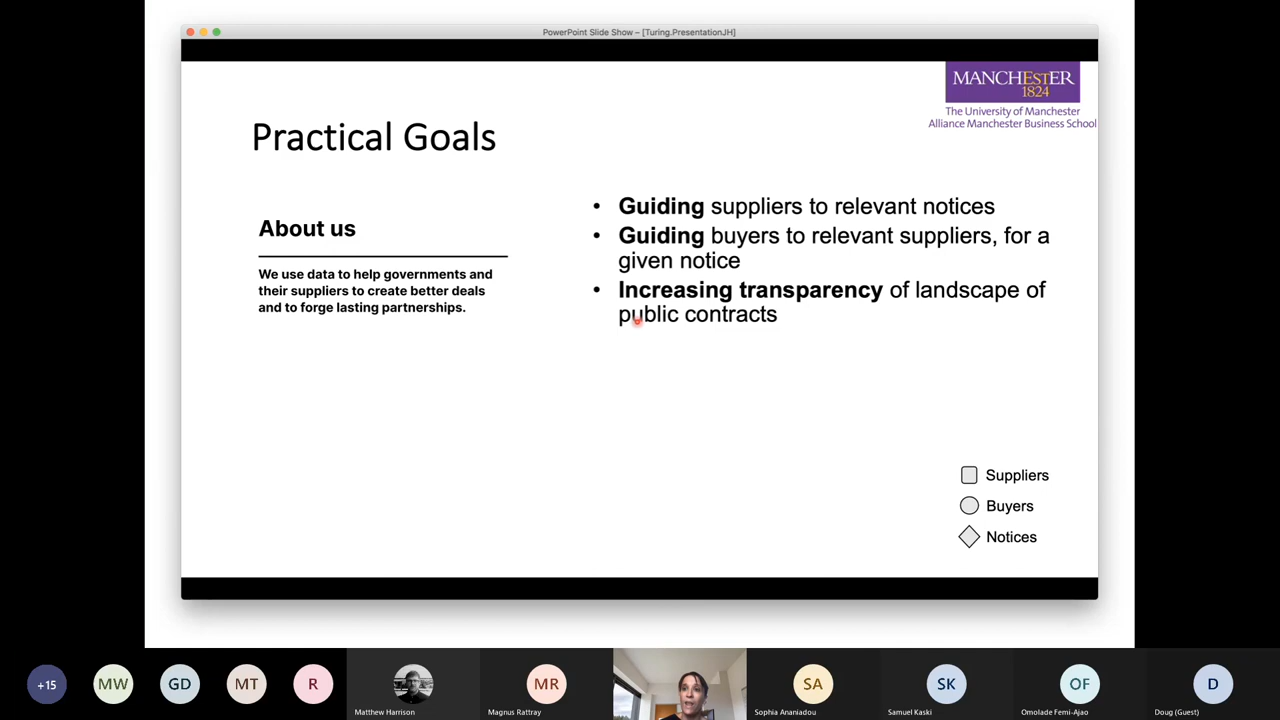 PowerPoint Slide Show – [Turing.PresentationJH]
MANCHESTER
1824
The University of Manchester
Alliance Manchester Business School
Practical Goals
About us
We use data to help governments and
their suppliers to create better deals
and to forge lasting partnerships.
• Guiding suppliers to relevant notices
• Guiding buyers to relevant suppliers, for a
given notice
• Increasing transparency of landscape of
public contracts
Suppliers
Buyers
Notices
+15
MW
GD
MT
R
Matthew Harrison
MR
Magnus Rattray
SA
Sophia Ananiadou
SK
Samuel Kaski
OF
Omolade Femi-Ajao
D
Doug (Guest)